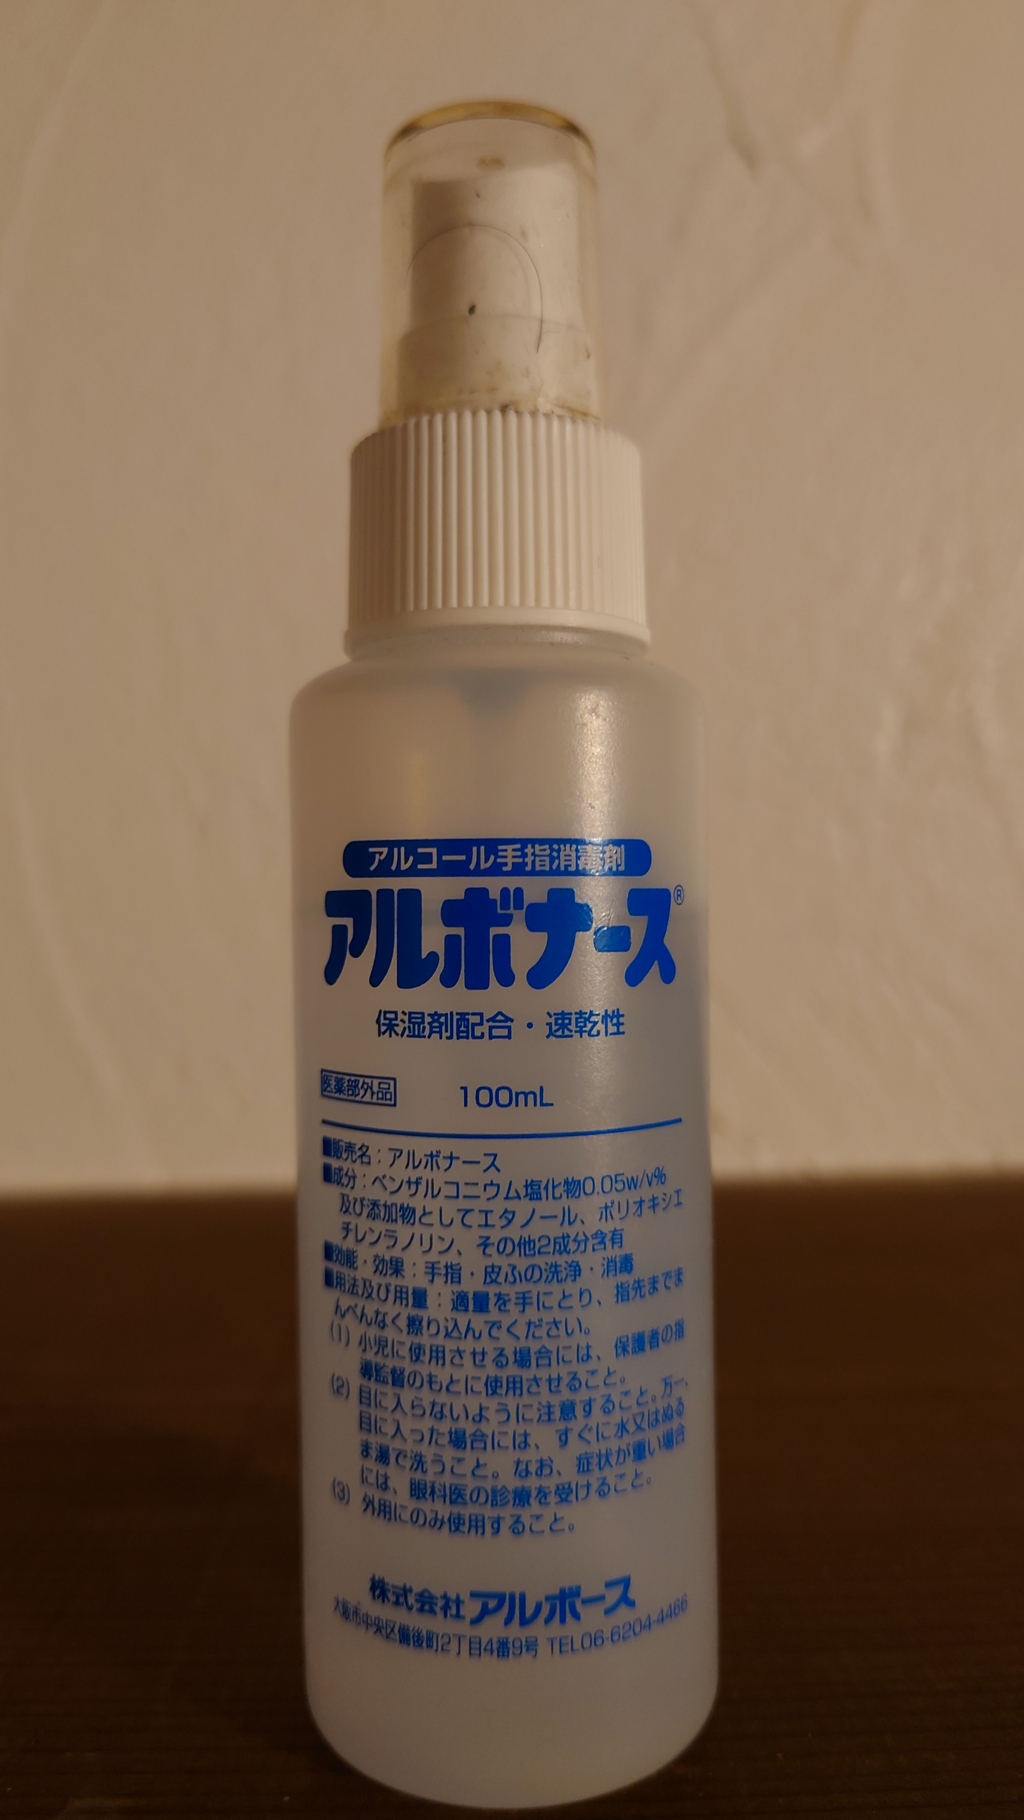 アルコール手指消毒剤
アルボナース®
保湿剤配合・速乾性
医薬部外品
100mL
■販売名：アルボナース
■成分：ベンザルコニウム塩化物0.05w/v%
及び添加物としてエタノール、ポリオキシエ
チレンラノリン、その他2成分含有
■効能・効果：手指・皮ふの洗浄・消毒
■用法及び用量：適量を手にとり、指先までま
んべんなく擦り込んでください。
(1) 小児に使用させる場合には、保護者の指
導監督のもとに使用させること。
(2) 目に入らないように注意すること。万一、
目に入った場合には、すぐに水又はぬる
ま湯で洗うこと。なお、症状が重い場合
には、眼科医の診療を受けること。
(3) 外用にのみ使用すること。
株式会社アルボース
大阪市中央区備後町2丁目4番9号 TEL06-6204-4466